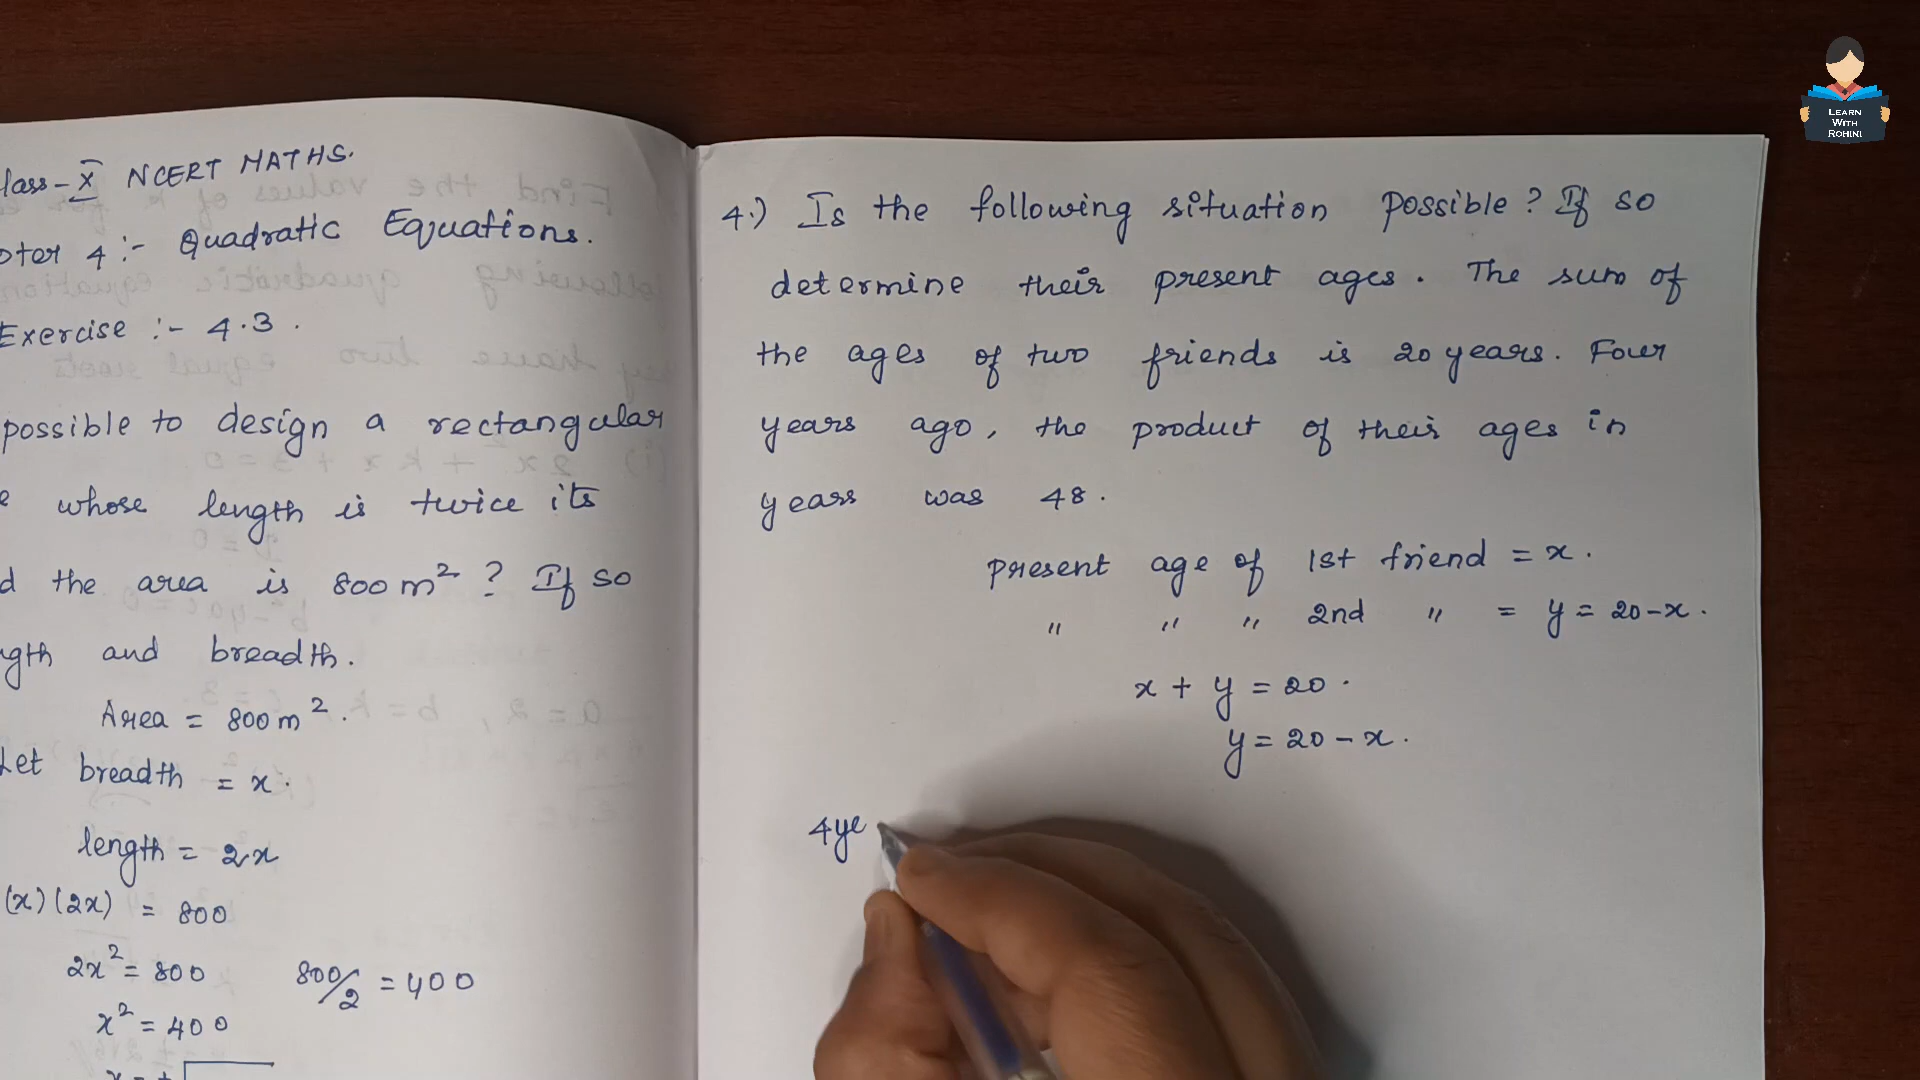 lass - X NCERT MATHS.
pter 4 :- Quadratic Equations.
Exercise :- 4.3 .
possible to design a rectangular
e whose length is twice its
d the area is 800 m² ? If so
ngth and breadth.
Area = 800 m² .
Let breadth = x .
length = 2x
(x) (2x) = 800
2x² = 800 800/2 = 400
x² = 400
4.) Is the following situation possible ? If so
determine their present ages . The sum of
the ages of two friends is 20 years. Four
years ago , the product of their ages in
years was 48 .
present age of 1st friend = x .
" " " 2nd " = y = 20 - x .
x + y = 20 .
y = 20 - x .
4 ye
LEARN
WITH
ROHINI